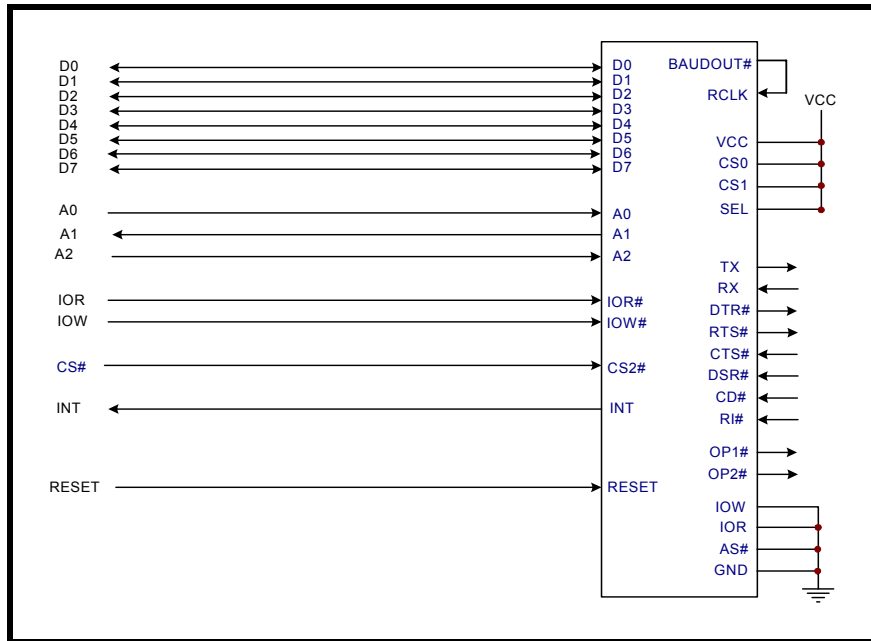 D0 D0 BAUDOUT#
D1 D1
D2 D2 RCLK
D3 D3 VCC
D4 D4
D5 D5 VCC
D6 D6 CS0
D7 D7
CS1
A0 A0 SEL
A1 A1
A2 A2
TX
RX
IOR IOR# DTR#
IOW IOW# RTS#
CTS#
CS# CS2# DSR#
CD#
INT INT RI#
OP1#
OP2#
RESET RESET
IOW
IOR
AS#
GND